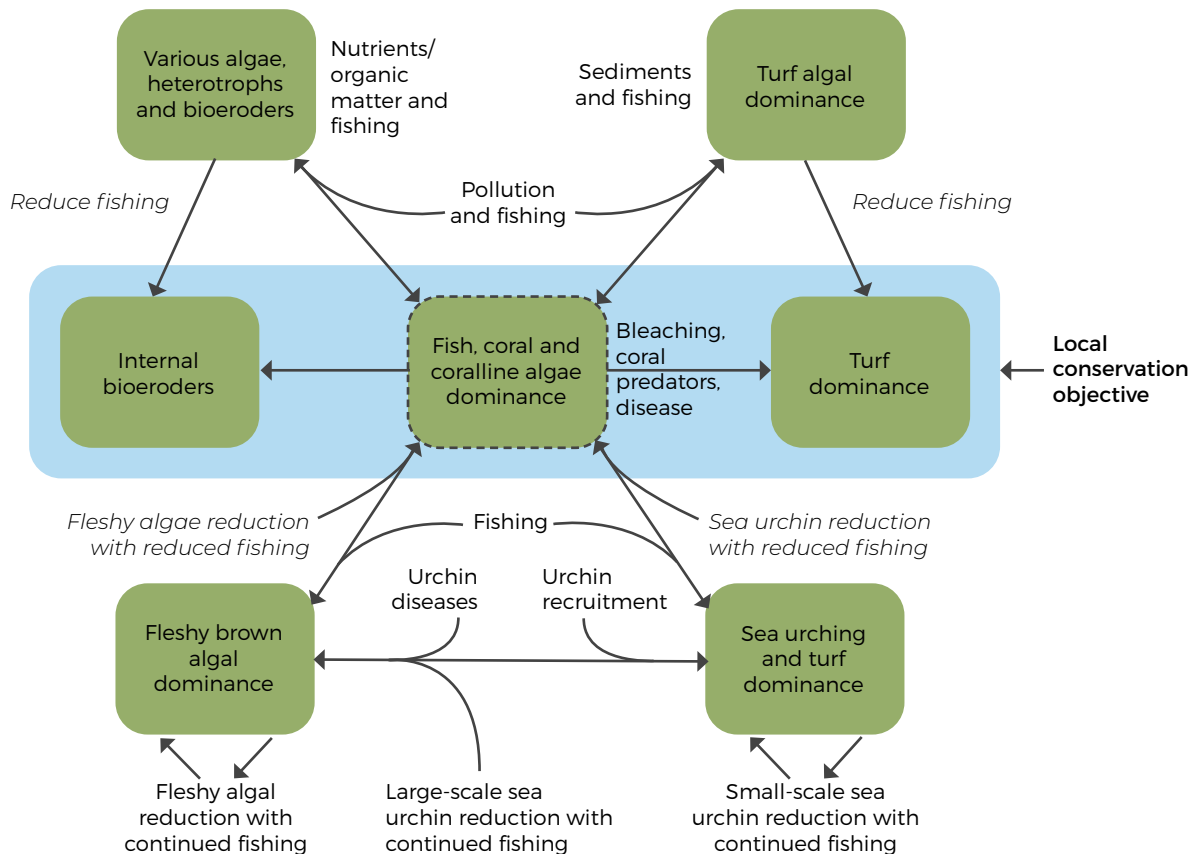 Various algae,
heterotrophs
and bioeroders
Nutrients/
organic
matter and
fishing
Sediments
and fishing
Turf algal
dominance
Reduce fishing
Pollution
and fishing
Reduce fishing
Internal
bioeroders
Fish, coral and
coralline algae
dominance
Bleaching,
coral
predators,
disease
Turf
dominance
Local
conservation
objective
Fleshy algae reduction
with reduced fishing
Fishing
Sea urchin reduction
with reduced fishing
Urchin
diseases
Urchin
recruitment
Fleshy brown
algal
dominance
Sea urching
and turf
dominance
Fleshy algal
reduction with
continued fishing
Large-scale sea
urchin reduction with
continued fishing
Small-scale sea
urchin reduction with
continued fishing